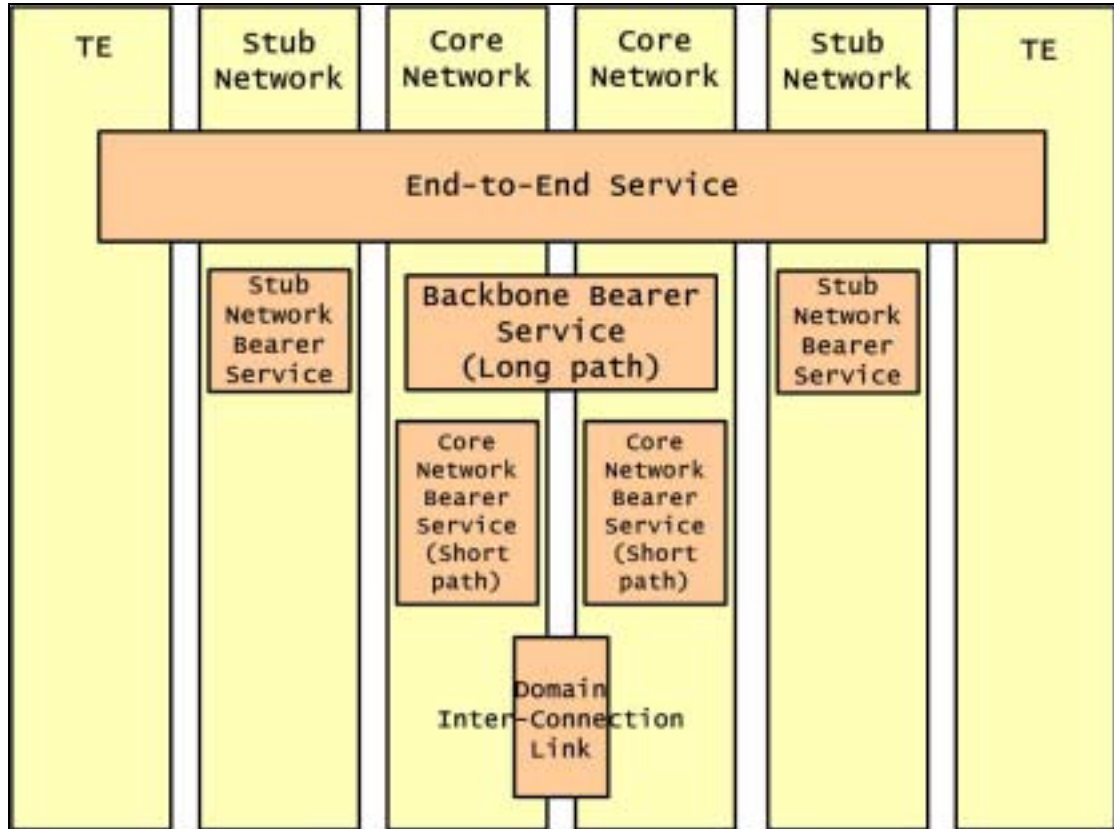 TE
Stub
Network
Core
Network
Core
Network
Stub
Network
TE
End-to-End Service
Stub
Network
Bearer
Service
Backbone Bearer
Service
(Long path)
Stub
Network
Bearer
Service
Core
Network
Bearer
Service
(Short
path)
Core
Network
Bearer
Service
(Short
path)
Domain
Inter-Connection
Link